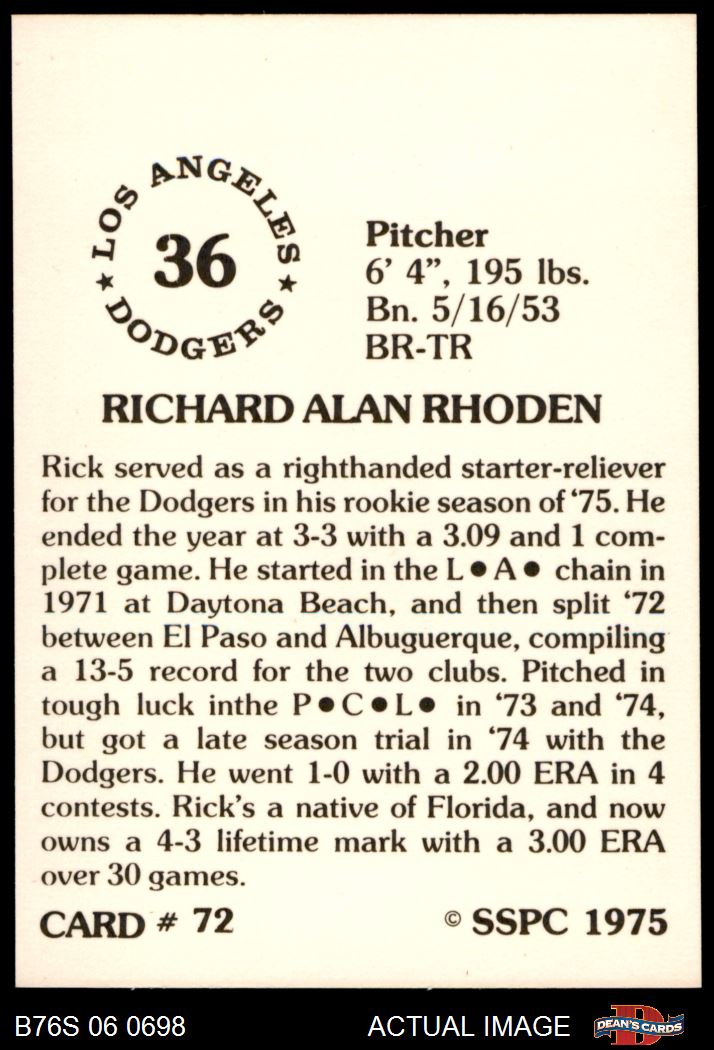 ★ LOS ANGELES ★ DODGERS
36
Pitcher
6' 4”, 195 lbs.
Bn. 5/16/53
BR-TR
RICHARD ALAN RHODEN
Rick served as a righthanded starter-reliever
for the Dodgers in his rookie season of ‘75. He
ended the year at 3-3 with a 3.09 and 1 com-
plete game. He started in the L●A● chain in
1971 at Daytona Beach, and then split ‘72
between El Paso and Albuguerque, compiling
a 13-5 record for the two clubs. Pitched in
tough luck inthe P●C●L● in ‘73 and ‘74,
but got a late season trial in ‘74 with the
Dodgers. He went 1-0 with a 2.00 ERA in 4
contests. Rick’s a native of Florida, and now
owns a 4-3 lifetime mark with a 3.00 ERA
over 30 games.
CARD # 72 © SSPC 1975
B76S 06 0698 ACTUAL IMAGE DEAN'S CARDS